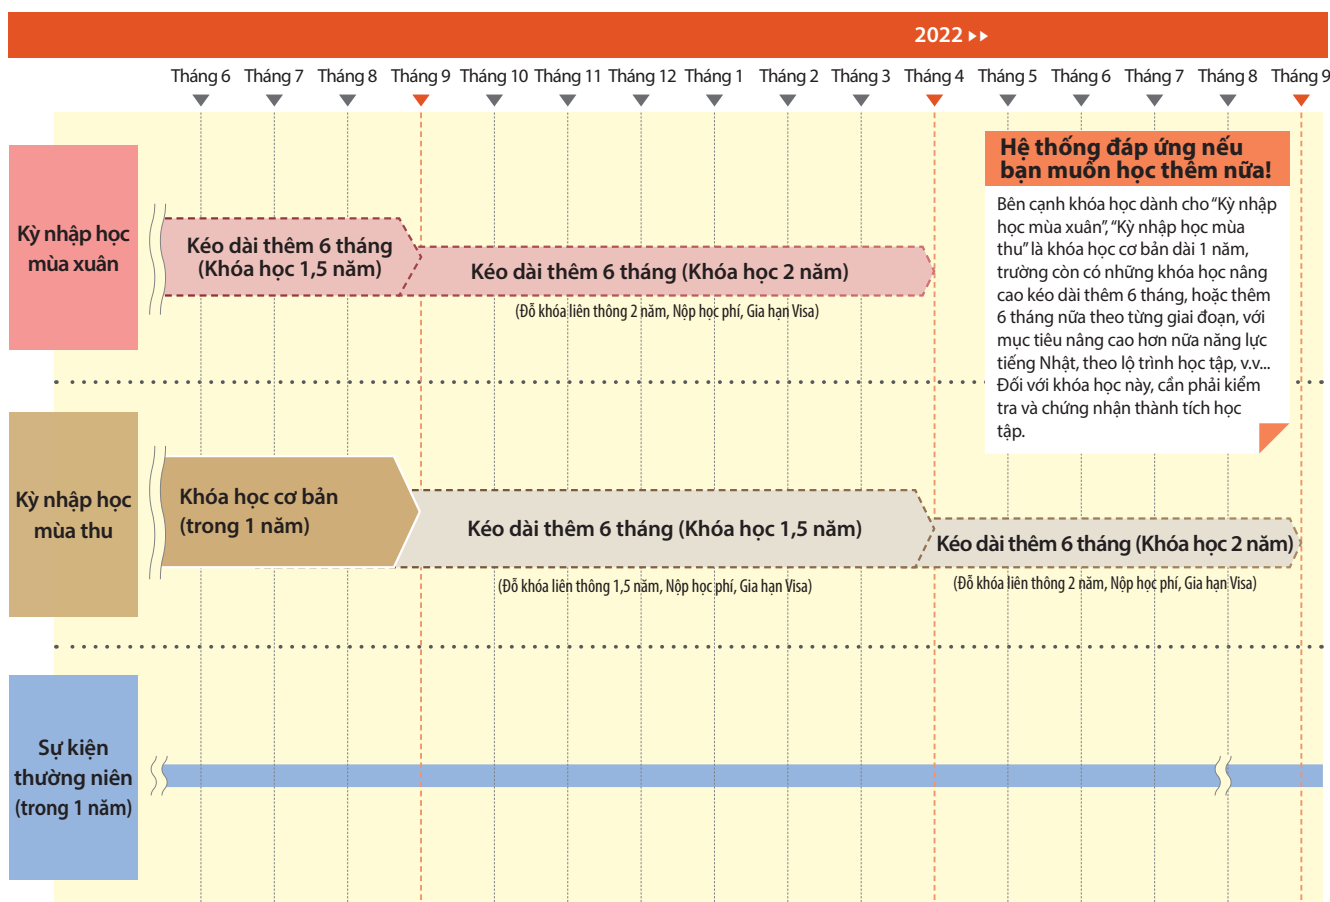 2022
Tháng 6 Tháng 7 Tháng 8 Tháng 9 Tháng 10 Tháng 11 Tháng 12 Tháng 1 Tháng 2 Tháng 3 Tháng 4 Tháng 5 Tháng 6 Tháng 7 Tháng 8 Tháng 9
Hệ thống đáp ứng nếu
bạn muốn học thêm nữa!
Bên cạnh khóa học dành cho “Kỳ nhập
học mùa xuân”, “Kỳ nhập học mùa
thu” là khóa học cơ bản dài 1 năm,
trường còn có những khóa học nâng
cao kéo dài thêm 6 tháng, hoặc thêm
6 tháng nữa theo từng giai đoạn, với
mục tiêu nâng cao hơn nữa năng lực
tiếng Nhật, theo lộ trình học tập, v.v...
Đối với khóa học này, cần phải kiểm
tra và chứng nhận thành tích học
tập.
Kỳ nhập học
mùa xuân
Kéo dài thêm 6 tháng
(Khóa học 1,5 năm)
Kéo dài thêm 6 tháng (Khóa học 2 năm)
(Đỗ khóa liên thông 2 năm, Nộp học phí, Gia hạn Visa)
Kỳ nhập học
mùa thu
Khóa học cơ bản
(trong 1 năm)
Kéo dài thêm 6 tháng (Khóa học 1,5 năm)
(Đỗ khóa liên thông 1,5 năm, Nộp học phí, Gia hạn Visa)
Kéo dài thêm 6 tháng (Khóa học 2 năm)
(Đỗ khóa liên thông 2 năm, Nộp học phí, Gia hạn Visa)
Sự kiện
thường niên
(trong 1 năm)